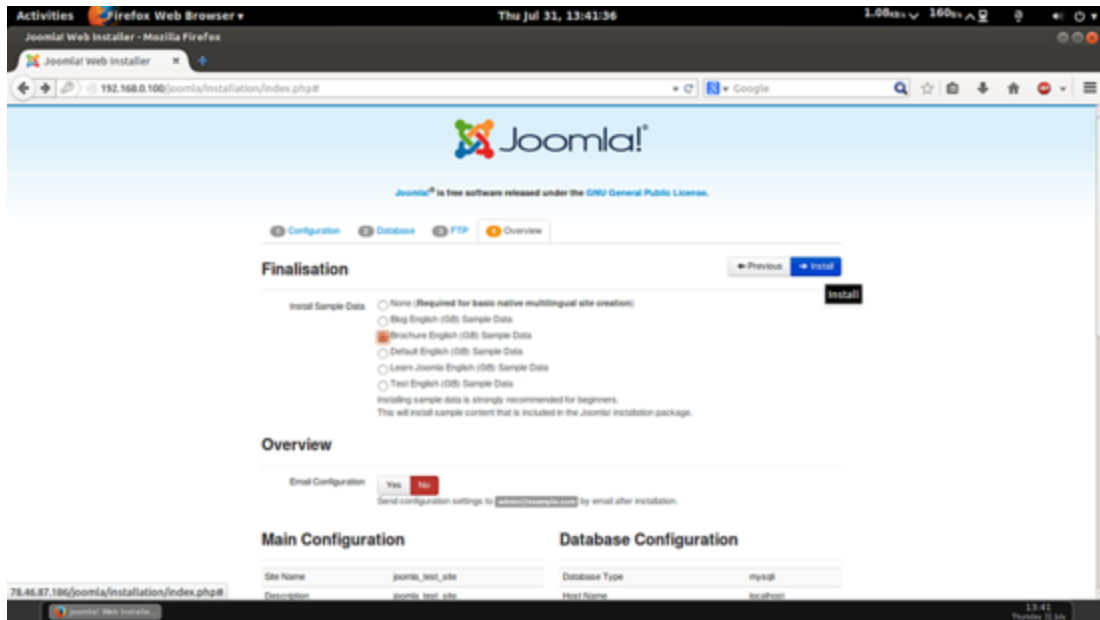 Activities Firefox Web Browser Thu Jul 31, 13:41:36
Joomla! Web Installer - Mozilla Firefox
Joomla! Web Installer
192.168.0.100/joomla/installation/index.php# Google
Joomla!®
Joomla!® is free software released under the GNU General Public License.
1 Configuration 2 Database 3 FTP 4 Overview
Finalisation Previous Install
Install
Install Sample Data None (Required for basic native multilingual site creation)
Blog English (GB) Sample Data
Brochure English (GB) Sample Data
Default English (GB) Sample Data
Learn Joomla English (GB) Sample Data
Test English (GB) Sample Data
Installing sample data is strongly recommended for beginners.
This will install sample content that is included in the Joomla! installation package.
Overview
Email Configuration Yes No
Send configuration settings to admin@example.com by email after installation.
Main Configuration Database Configuration
Site Name joomla_test_site Database Type mysqli
Description joomla_test_site Host Name localhost
78.46.87.186/joomla/installation/index.php#
Joomla! Web Installe... 13:41
Thursday 31 July